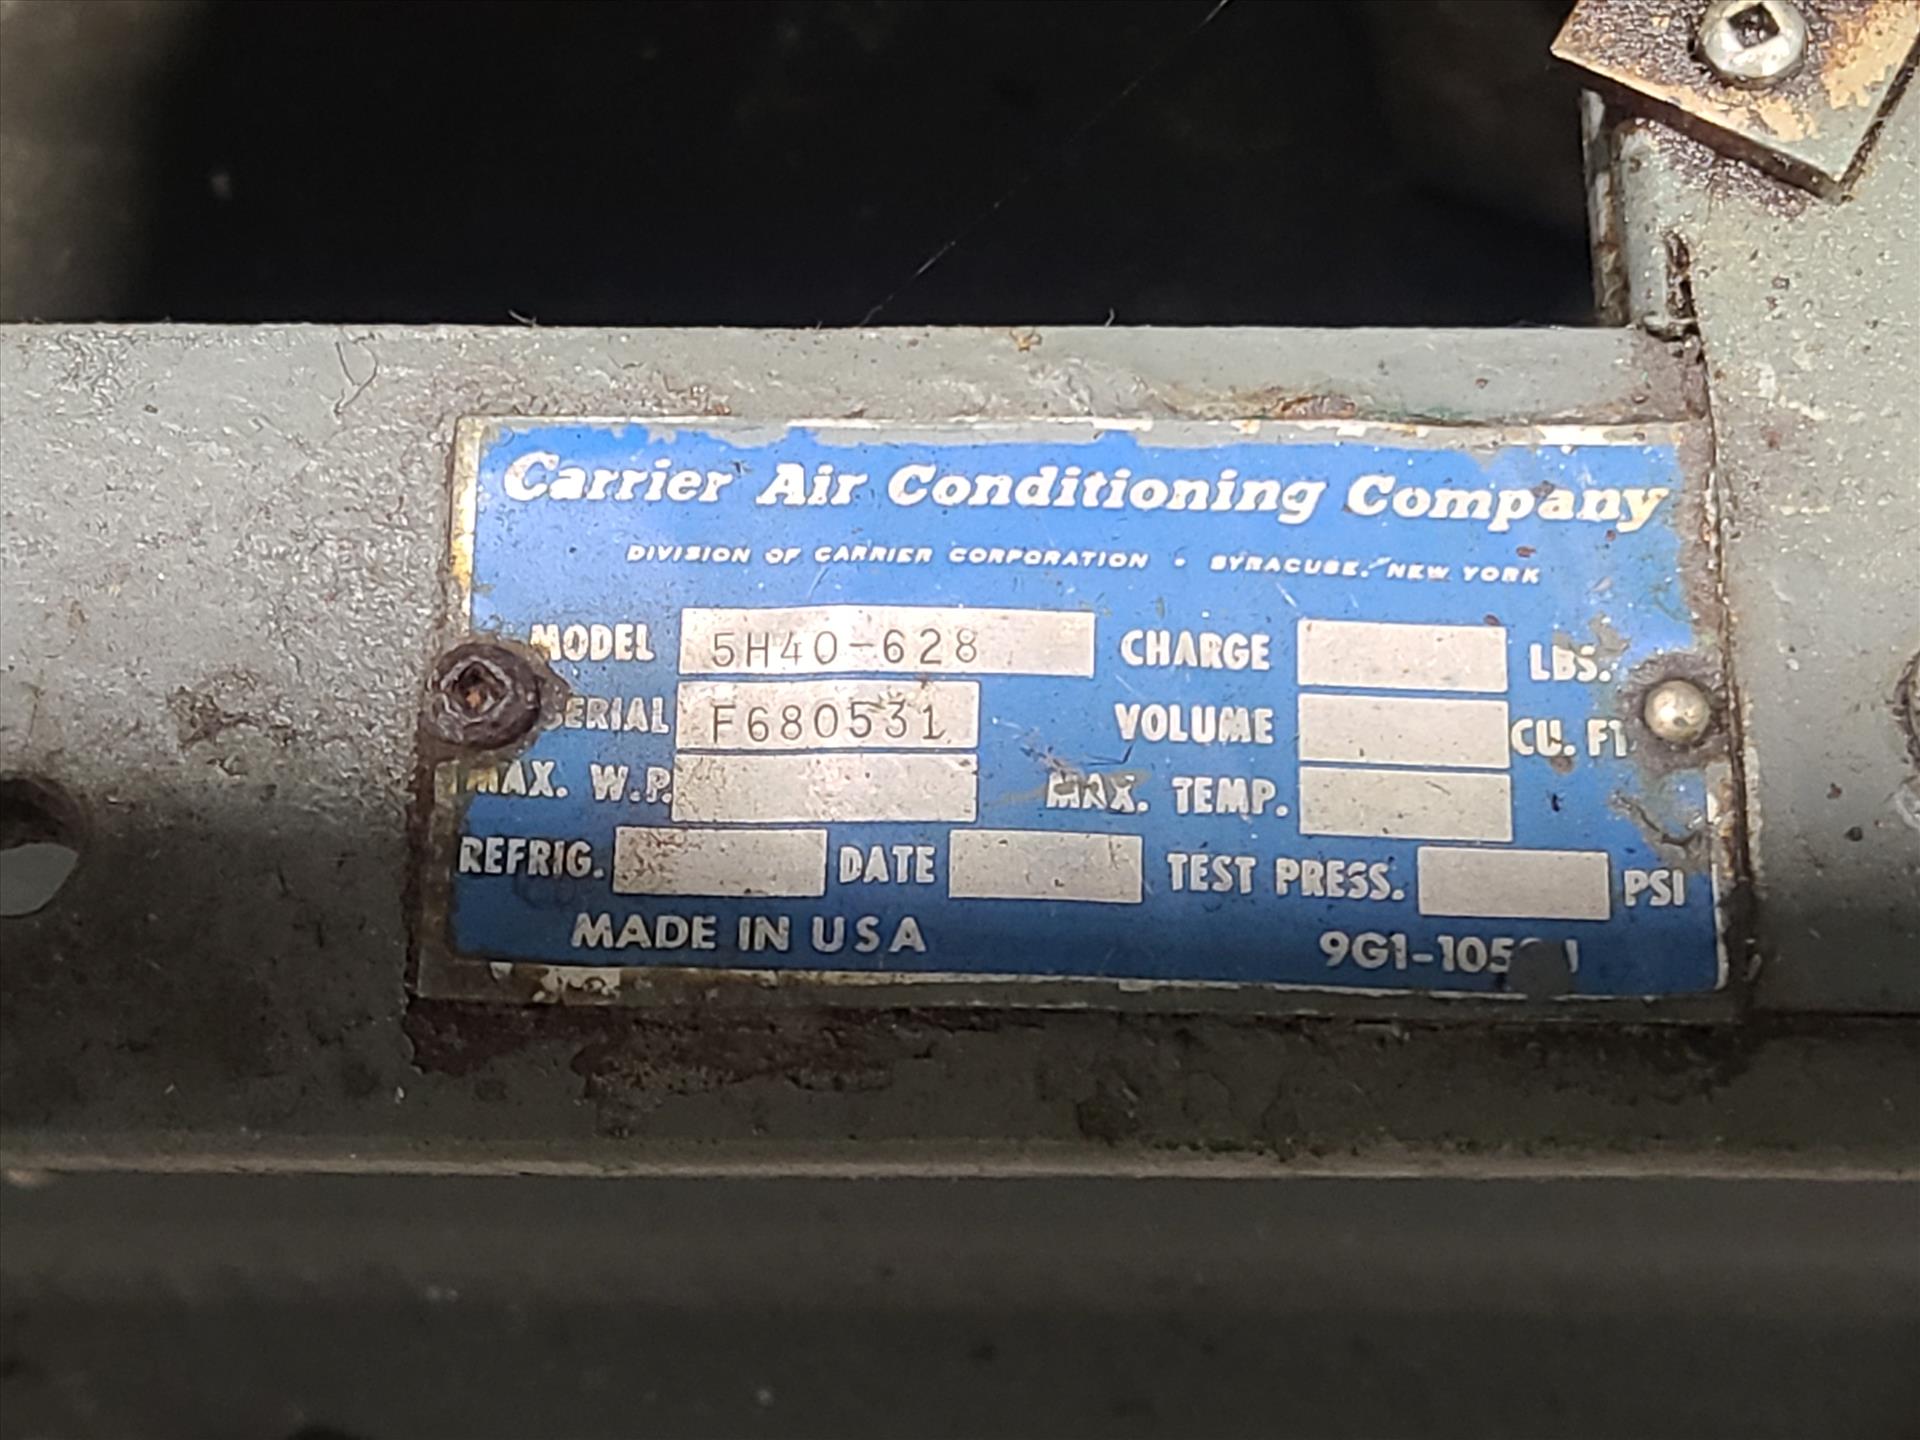 Carrier Air Conditioning Company
DIVISION OF CARRIER CORPORATION • SYRACUSE, NEW YORK
MODEL 5H40-628 CHARGE LBS.
SERIAL F680531 VOLUME CU. FT
MAX. W.P. MAX. TEMP.
REFRIG. DATE TEST PRESS. PSI
MADE IN USA